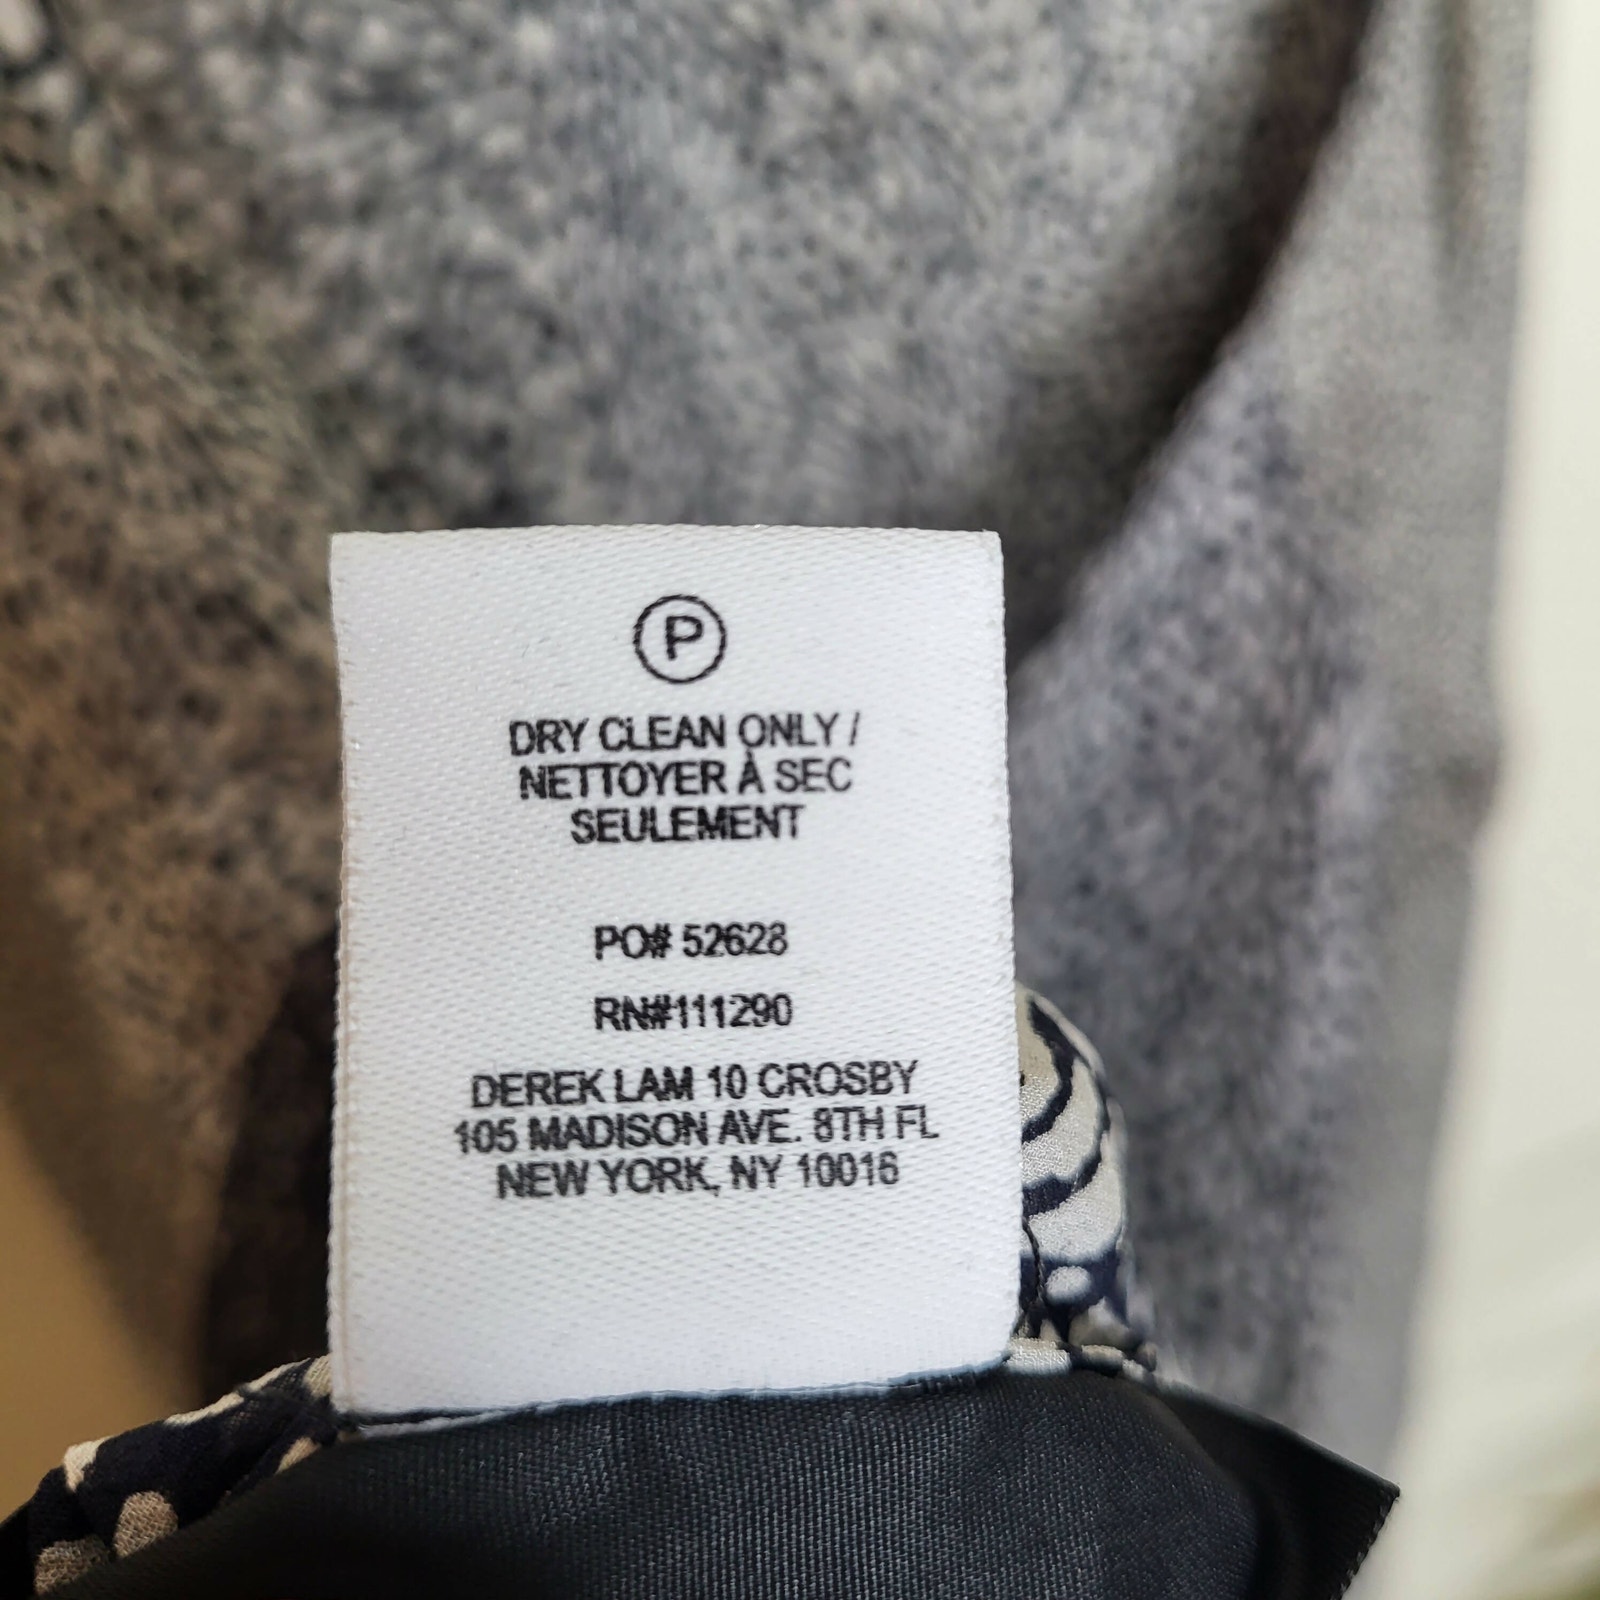 P
DRY CLEAN ONLY /
NETTOYER À SEC
SEULEMENT
PO# 52628
RN#111290
DEREK LAM 10 CROSBY
105 MADISON AVE. 8TH FL
NEW YORK, NY 10016